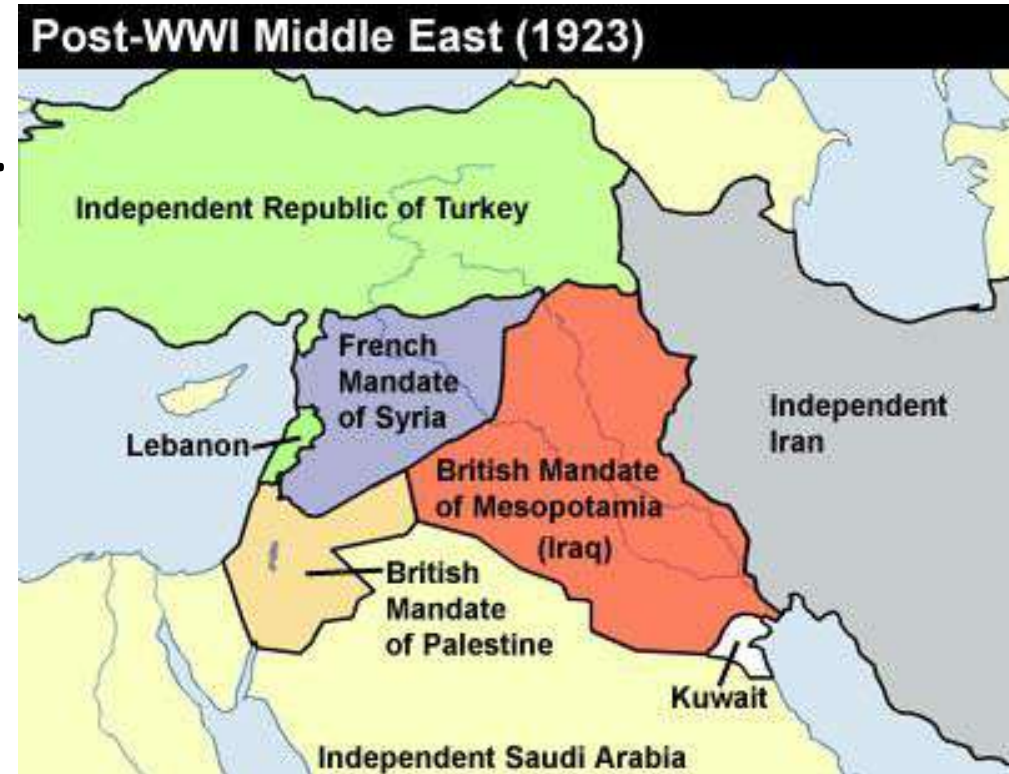 Post-WWI Middle East (1923)
Independent Republic of Turkey
French
Mandate
of Syria
Lebanon
Independent
Iran
British Mandate
of Mesopotamia
(Iraq)
British
Mandate
of Palestine
Kuwait
Independent Saudi Arabia